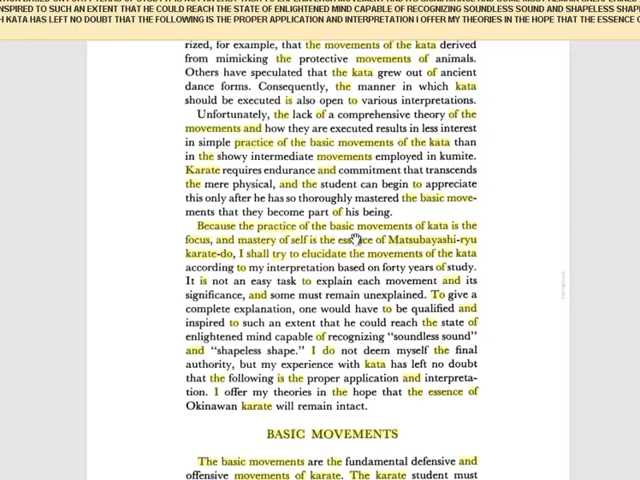 NSPIRED TO SUCH AN EXTENT THAT HE COULD REACH THE STATE OF ENLIGHTENED MIND CAPABLE OF RECOGNIZING SOUNDLESS SOUND AND SHAPELESS SHAP
H KATA HAS LEFT NO DOUBT THAT THE FOLLOWING IS THE PROPER APPLICATION AND INTERPRETATION I OFFER MY THEORIES IN THE HOPE THAT THE ESSENCE O
rized, for example, that the movements of the kata derived
from mimicking the protective movements of animals.
Others have speculated that the kata grew out of ancient
dance forms. Consequently, the manner in which kata
should be executed is also open to various interpretations.
Unfortunately, the lack of a comprehensive theory of the
movements and how they are executed results in less interest
in simple practice of the basic movements of the kata than
in the showy intermediate movements employed in kumite.
Karate requires endurance and commitment that transcends
the mere physical, and the student can begin to appreciate
this only after he has so thoroughly mastered the basic move-
ments that they become part of his being.
Because the practice of the basic movements of kata is the
focus, and mastery of self is the essence of Matsubayashi-ryu
karate-do, I shall try to elucidate the movements of the kata
according to my interpretation based on forty years of study.
It is not an easy task to explain each movement and its
significance, and some must remain unexplained. To give a
complete explanation, one would have to be qualified and
inspired to such an extent that he could reach the state of
enlightened mind capable of recognizing "soundless sound"
and "shapeless shape." I do not deem myself the final
authority, but my experience with kata has left no doubt
that the following is the proper application and interpreta-
tion. I offer my theories in the hope that the essence of
Okinawan karate will remain intact.
BASIC MOVEMENTS
The basic movements are the fundamental defensive and
offensive movements of karate. The karate student must